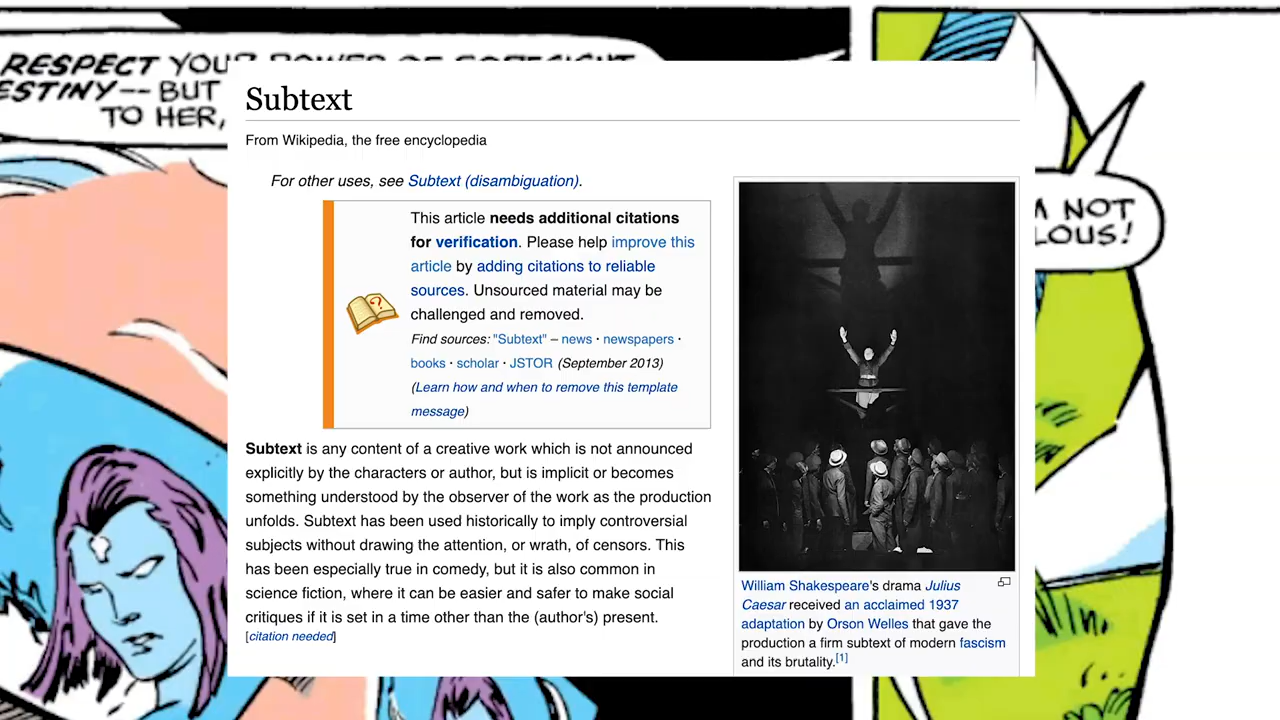 RESPECT YOUR POWER OF FORESIGHT,
ESTINY-- BUT
TO HER,
Subtext
From Wikipedia, the free encyclopedia
For other uses, see Subtext (disambiguation).
This article needs additional citations
for verification. Please help improve this
article by adding citations to reliable
sources. Unsourced material may be
challenged and removed.
Find sources: "Subtext" – news · newspapers ·
books · scholar · JSTOR (September 2013)
(Learn how and when to remove this template
message)
Subtext is any content of a creative work which is not announced
explicitly by the characters or author, but is implicit or becomes
something understood by the observer of the work as the production
unfolds. Subtext has been used historically to imply controversial
subjects without drawing the attention, or wrath, of censors. This
has been especially true in comedy, but it is also common in
science fiction, where it can be easier and safer to make social
critiques if it is set in a time other than the (author's) present.
[citation needed]
William Shakespeare's drama Julius
Caesar received an acclaimed 1937
adaptation by Orson Welles that gave the
production a firm subtext of modern fascism
and its brutality.[1]
NOT
LOUS!